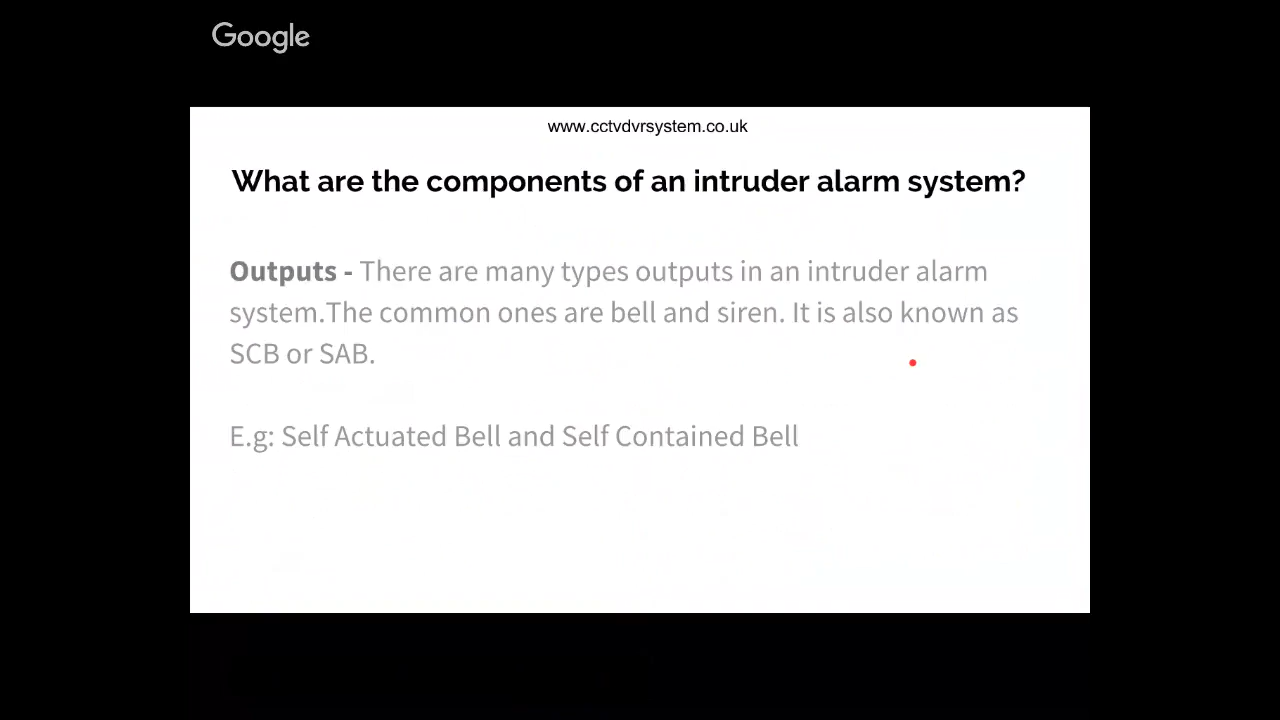 Google
www.cctvdvrsystem.co.uk
What are the components of an intruder alarm system?
Outputs - There are many types outputs in an intruder alarm
system.The common ones are bell and siren. It is also known as
SCB or SAB.
E.g: Self Actuated Bell and Self Contained Bell